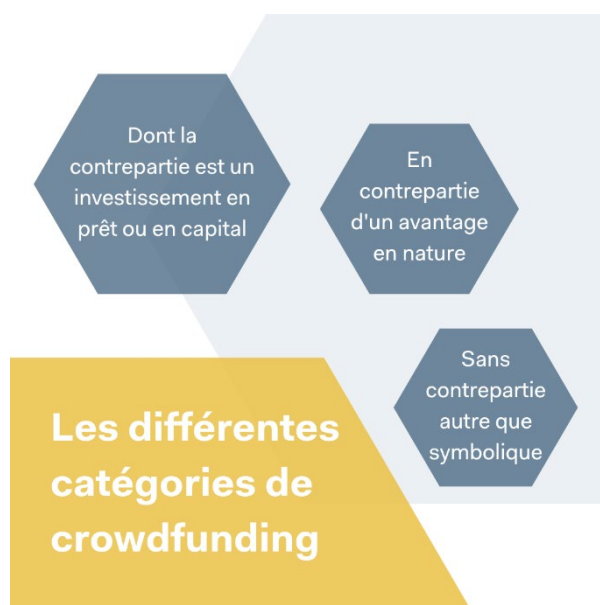 Dont la
contrepartie est un
investissement en
prêt ou en capital
En
contrepartie
d'un avantage
en nature
Sans
contrepartie
autre que
symbolique
Les différentes
catégories de
crowdfunding